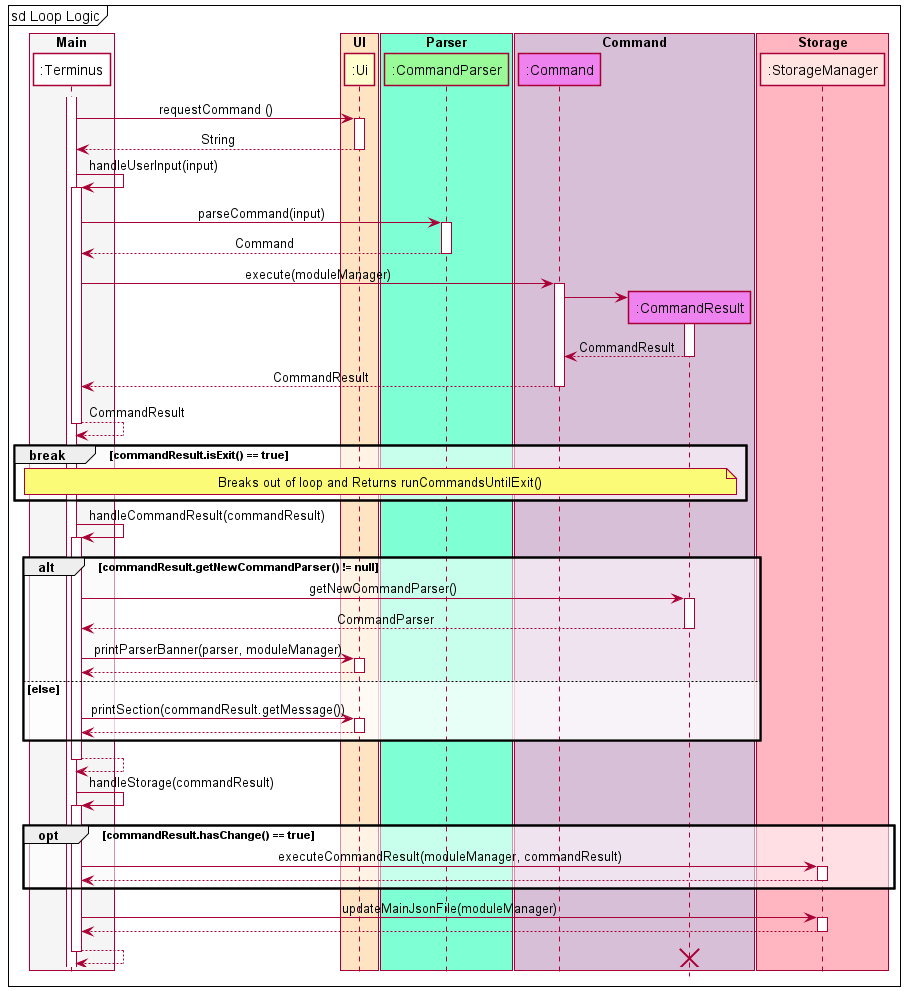 sd Loop Logic
Main
UI
Parser
Command
Storage
:Terminus
:Ui
:CommandParser
:Command
:StorageManager
requestCommand ()
String
handleUserInput(input)
parseCommand(input)
Command
execute(moduleManager)
:CommandResult
CommandResult
CommandResult
CommandResult
break
[commandResult.isExit() == true]
Breaks out of loop and Returns runCommandsUntilExit()
handleCommandResult(commandResult)
alt
[commandResult.getNewCommandParser() != null]
getNewCommandParser()
CommandParser
printParserBanner(parser, moduleManager)
[else]
printSection(commandResult.getMessage())
handleStorage(commandResult)
opt
[commandResult.hasChange() == true]
executeCommandResult(moduleManager, commandResult)
updateMainJsonFile(moduleManager)